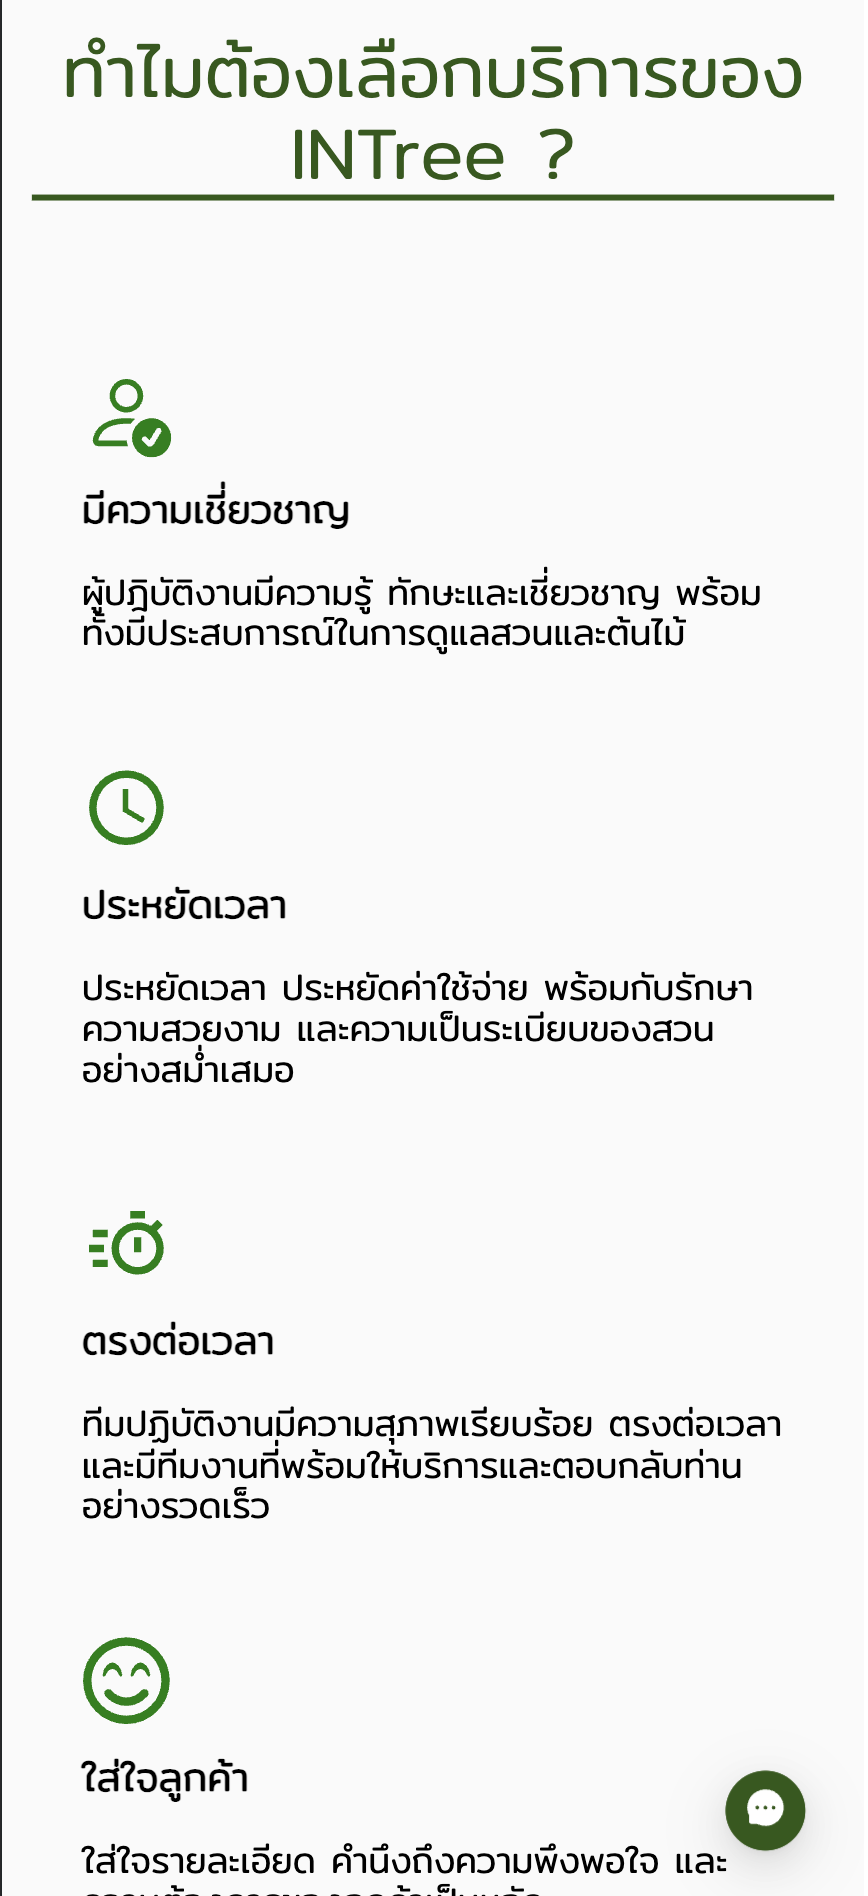 ทำไมต้องเลือกบริการของ
INTree ?
มีความเชี่ยวชาญ
ผู้ปฎิบัติงานมีความรู้ ทักษะและเชี่ยวชาญ พร้อม
ทั้งมีประสบการณ์ในการดูแลสวนและต้นไม้
ประหยัดเวลา
ประหยัดเวลา ประหยัดค่าใช้จ่าย พร้อมกับรักษา
ความสวยงาม และความเป็นระเบียบของสวน
อย่างสม่ำเสมอ
ตรงต่อเวลา
ทีมปฏิบัติงานมีความสุภาพเรียบร้อย ตรงต่อเวลา
และมีทีมงานที่พร้อมให้บริการและตอบกลับท่าน
อย่างรวดเร็ว
ใส่ใจลูกค้า
ใส่ใจรายละเอียด คำนึงถึงความพึงพอใจ และ